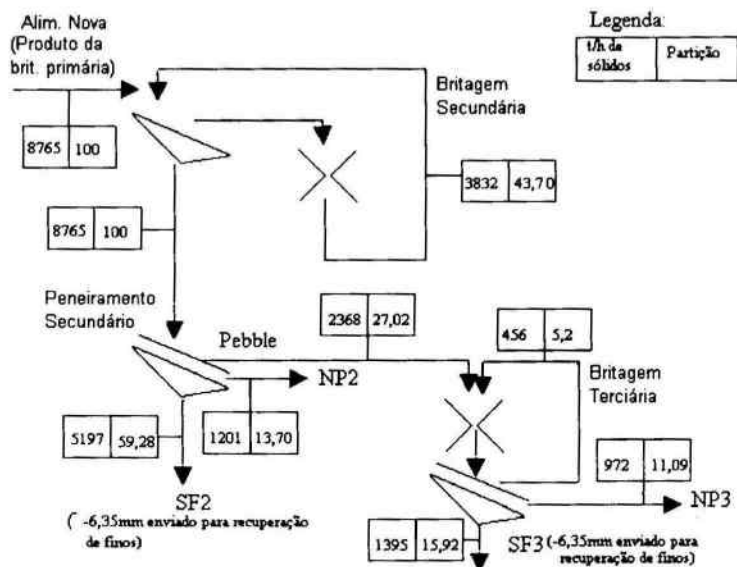 Alim. Nova
(Produto da
brit. primária)
Legenda:
t/h de
sólidos
Partição
Britagem
Secundária
8765 100
3832 43,70
8765 100
Peneiramento
Secundário
Pebble
2368 27,02
456 5,2
NP2
Britagem
Terciária
5197 59,28
1201 13,70
972 11,09
SF2
NP3
( -6,35mm enviado para recuperação
de finos)
1395 15,92
SF3 (-6,35mm enviado para
recuperação de finos)